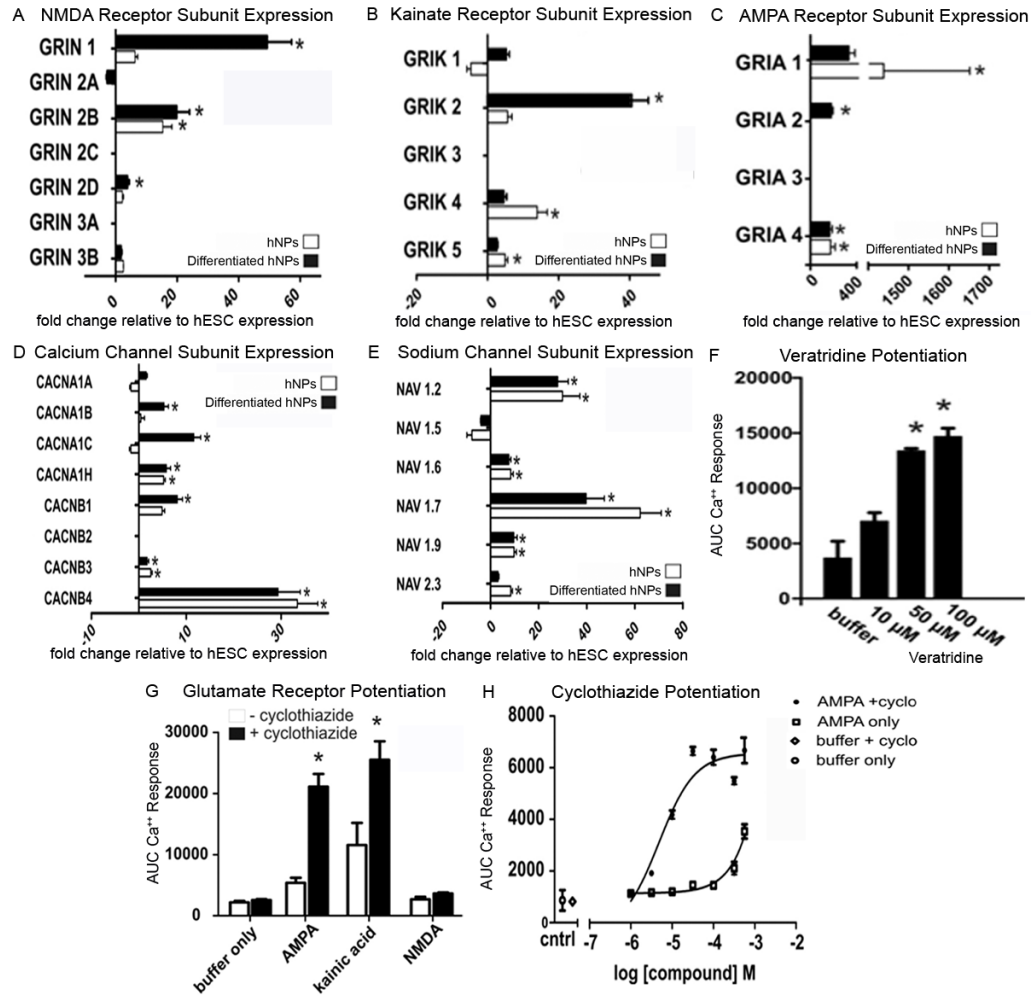 A NMDA Receptor Subunit Expression
GRIN 1
GRIN 2A
GRIN 2B
GRIN 2C
GRIN 2D
GRIN 3A
GRIN 3B
*
*
*
*
hNPs
Differentiated hNPs
0 20 40 60
fold change relative to hESC expression
B Kainate Receptor Subunit Expression
GRIK 1
GRIK 2
GRIK 3
GRIK 4
GRIK 5
*
*
*
hNPs
Differentiated hNPs
-20 0 20 40
fold change relative to hESC expression
C AMPA Receptor Subunit Expression
GRIA 1
GRIA 2
GRIA 3
GRIA 4
*
*
*
*
hNPs
Differentiated hNPs
0 400 1500 1600 1700
fold change relative to hESC expression
D Calcium Channel Subunit Expression
CACNA1A
CACNA1B
CACNA1C
CACNA1H
CACNB1
CACNB2
CACNB3
CACNB4
*
*
*
*
*
*
*
*
*
hNPs
Differentiated hNPs
-10 10 30
fold change relative to hESC expression
E Sodium Channel Subunit Expression
NAV 1.2
NAV 1.5
NAV 1.6
NAV 1.7
NAV 1.9
NAV 2.3
*
*
*
*
*
*
*
*
*
hNPs
Differentiated hNPs
-20 0 20 40 60 80
fold change relative to hESC expression
F Veratridine Potentiation
AUC Ca⁺⁺ Response
20000
15000
10000
5000
0
* *
buffer 10 µM 50 µM 100 µM
Veratridine
G Glutamate Receptor Potentiation
- cyclothiazide
+ cyclothiazide
AUC Ca⁺⁺ Response
30000
20000
10000
0
* *
buffer only AMPA kainic acid NMDA
H Cyclothiazide Potentiation
AUC Ca⁺⁺ Response
8000
6000
4000
2000
0
cntrl -7 -6 -5 -4 -3 -2
log [compound] M
AMPA +cyclo
AMPA only
buffer + cyclo
buffer only